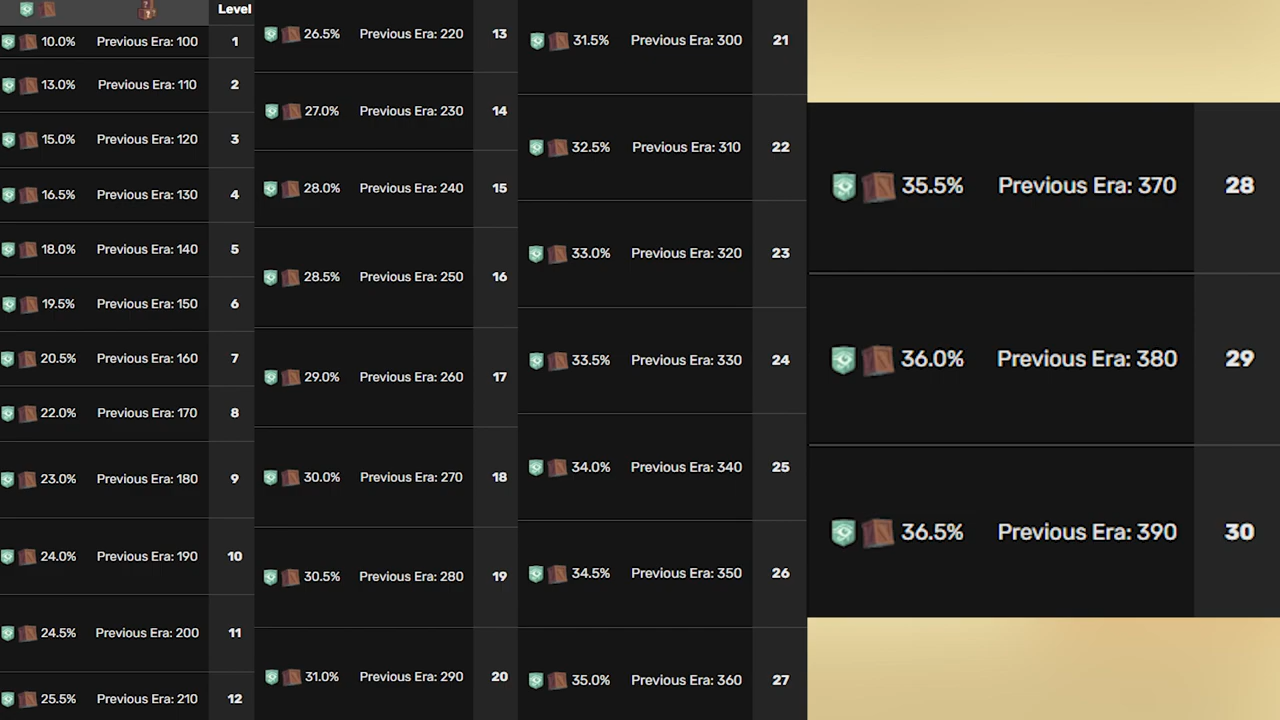 Level
10.0% Previous Era: 100 1
13.0% Previous Era: 110 2
15.0% Previous Era: 120 3
16.5% Previous Era: 130 4
18.0% Previous Era: 140 5
19.5% Previous Era: 150 6
20.5% Previous Era: 160 7
22.0% Previous Era: 170 8
23.0% Previous Era: 180 9
24.0% Previous Era: 190 10
24.5% Previous Era: 200 11
25.5% Previous Era: 210 12
26.5% Previous Era: 220 13
27.0% Previous Era: 230 14
28.0% Previous Era: 240 15
28.5% Previous Era: 250 16
29.0% Previous Era: 260 17
30.0% Previous Era: 270 18
30.5% Previous Era: 280 19
31.0% Previous Era: 290 20
31.5% Previous Era: 300 21
32.5% Previous Era: 310 22
33.0% Previous Era: 320 23
33.5% Previous Era: 330 24
34.0% Previous Era: 340 25
34.5% Previous Era: 350 26
35.0% Previous Era: 360 27
35.5% Previous Era: 370 28
36.0% Previous Era: 380 29
36.5% Previous Era: 390 30